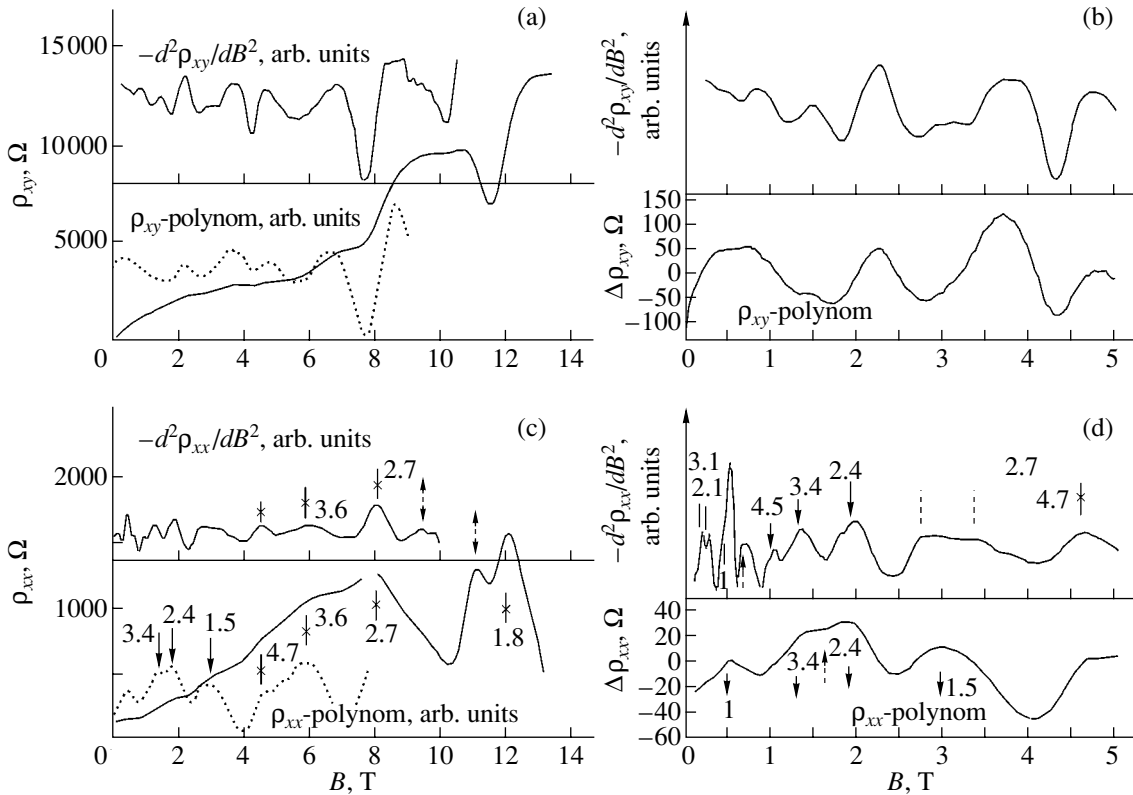 (a)
15000
–d²ρxy/dB², arb. units
10000
ρxy, Ω
ρxy-polynom, arb. units
5000
0 2 4 6 8 10 12 14
(b)
–d²ρxy/dB²,
arb. units
150
100
50
0
–50
–100
Δρxy, Ω
ρxy-polynom
0 1 2 3 4 5
(c)
–d²ρxx/dB², arb. units
2000
2.7
3.6
ρxx, Ω
1000
3.4
2.4
1.5
3.6
4.7
2.7
1.8
ρxx-polynom, arb. units
0 2 4 6 8 10 12 14
B, T
(d)
–d²ρxx/dB²,
arb. units
3.1
2.1
1
4.5
3.4
2.4
2.7
4.7
40
20
0
–20
–40
–60
Δρxx, Ω
1
3.4
2.4
1.5
ρxx-polynom
0 1 2 3 4 5
B, T